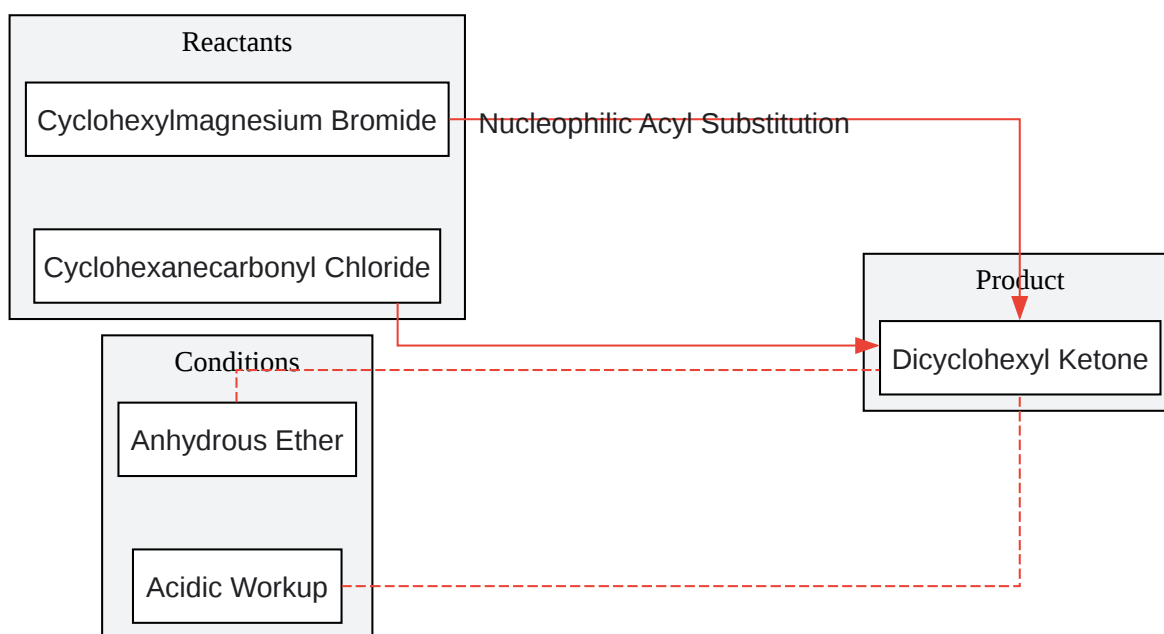 Reactants
Cyclohexylmagnesium Bromide
Nucleophilic Acyl Substitution
Cyclohexanecarbonyl Chloride
Product
Dicyclohexyl Ketone
Conditions
Anhydrous Ether
Acidic Workup